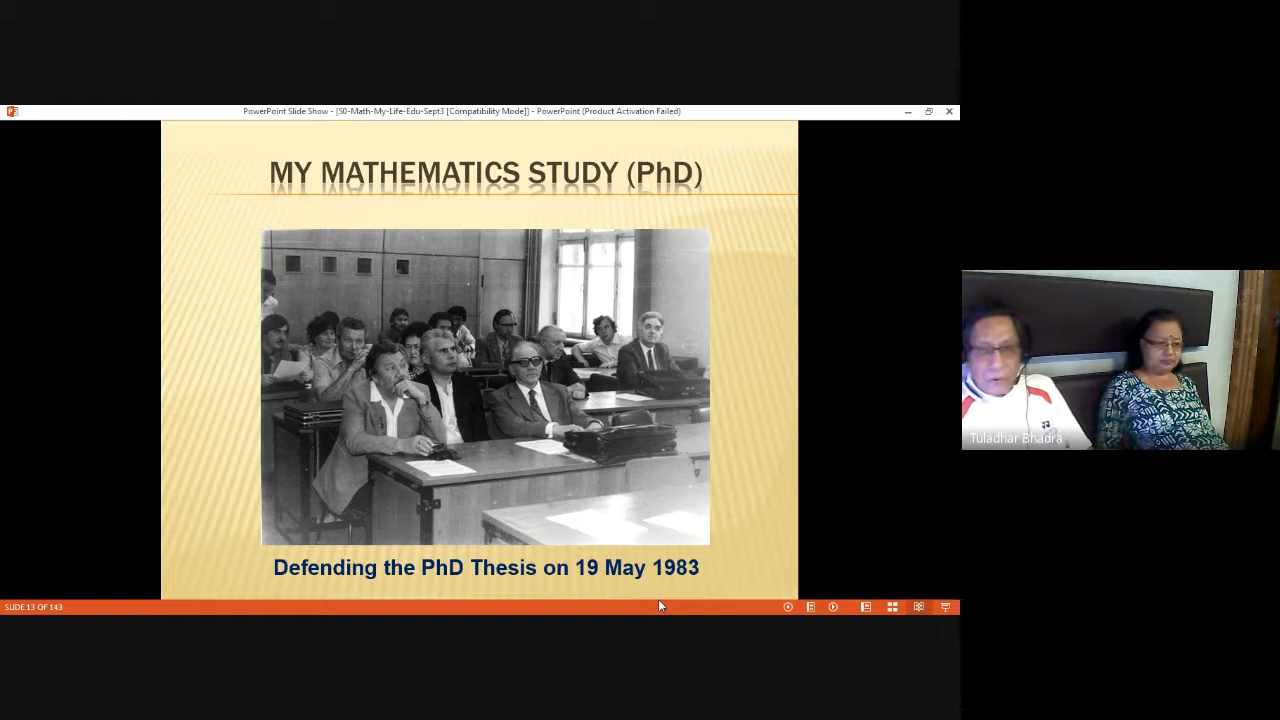 PowerPoint Slide Show - [S0-Math-My-Life-Edu-Sept3 [Compatibility Mode]] - PowerPoint (Product Activation Failed)
MY MATHEMATICS STUDY (PhD)
Defending the PhD Thesis on 19 May 1983
SLIDE 13 OF 143
Tuladhar Bhadra